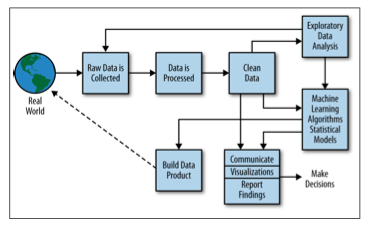 Exploratory
Data
Analysis
Raw Data is
Collected
Data is
Processed
Clean
Data
Real
World
Machine
Learning
Algorithms
Statistical
Models
Build Data
Product
Communicate
Visualizations
Report
Findings
Make
Decisions